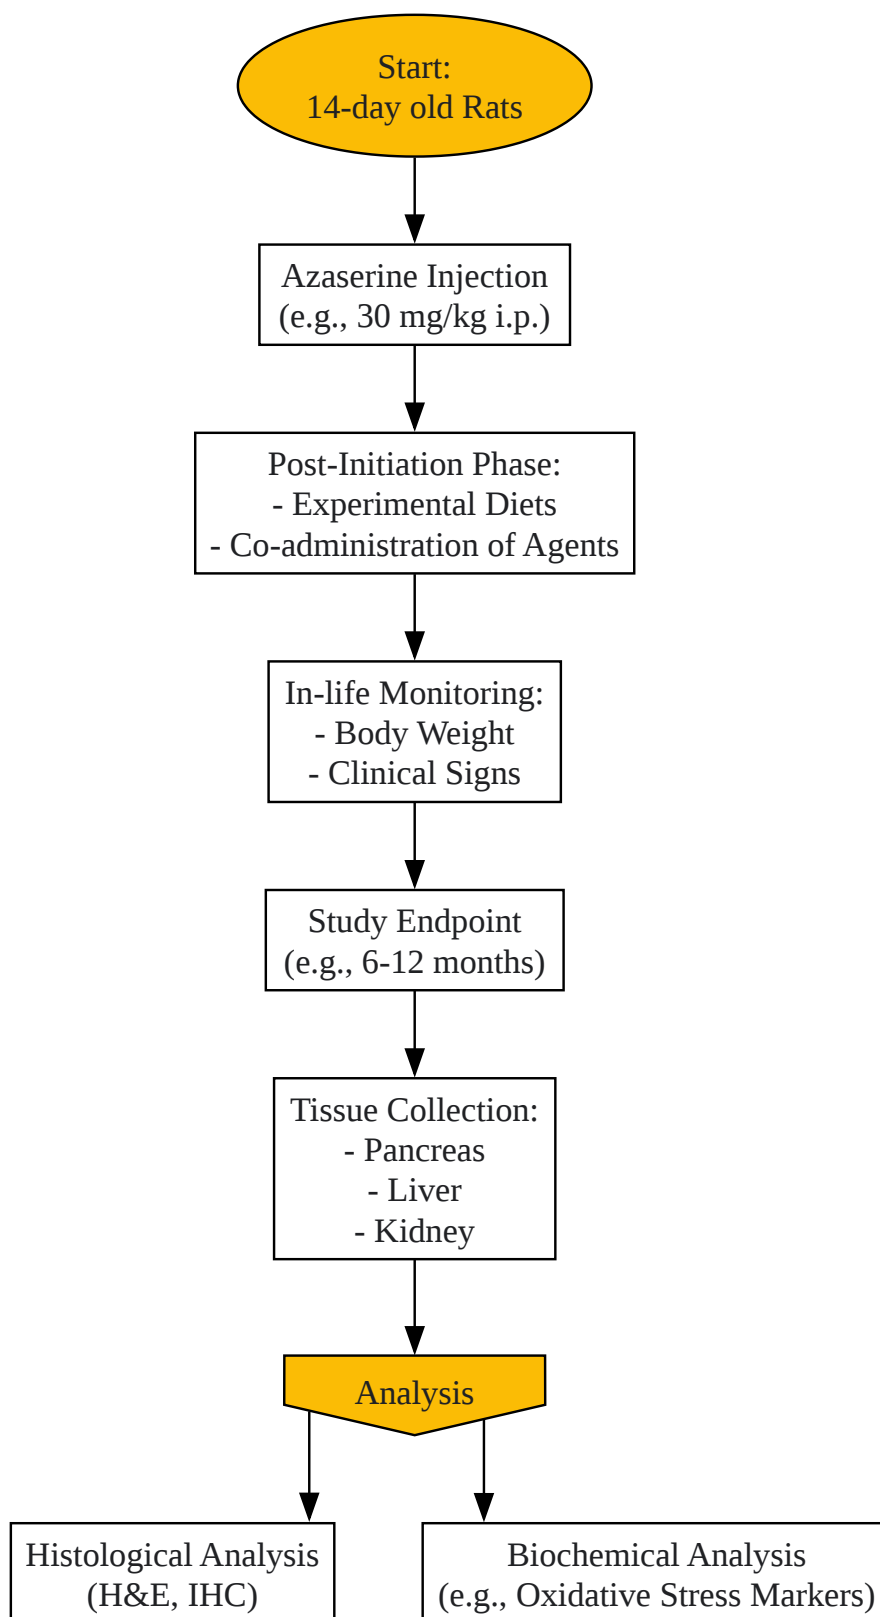 Start:
14-day old Rats
Azaserine Injection
(e.g., 30 mg/kg i.p.)
Post-Initiation Phase:
- Experimental Diets
- Co-administration of Agents
In-life Monitoring:
- Body Weight
- Clinical Signs
Study Endpoint
(e.g., 6-12 months)
Tissue Collection:
- Pancreas
- Liver
- Kidney
Analysis
Histological Analysis
(H&E, IHC)
Biochemical Analysis
(e.g., Oxidative Stress Markers)